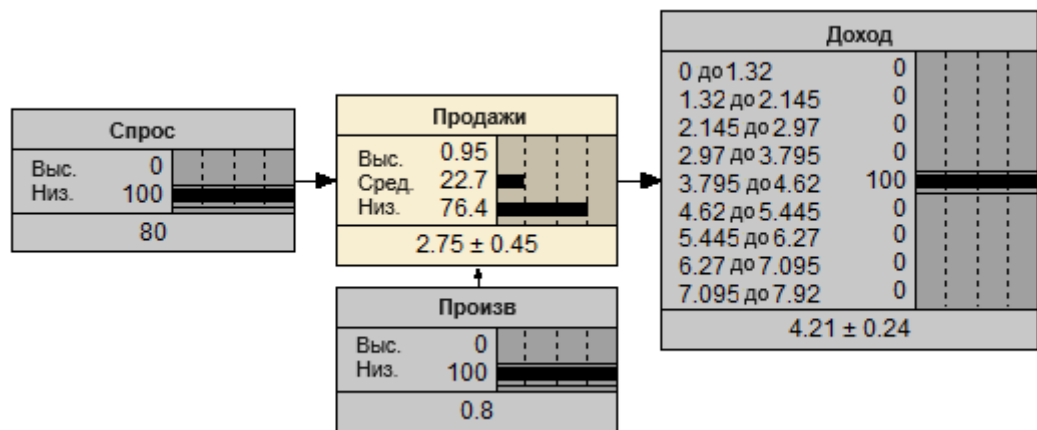 Спрос
Выс. 0
Низ. 100
80
Продажи
Выс. 0.95
Сред. 22.7
Низ. 76.4
2.75 ± 0.45
Произв
Выс. 0
Низ. 100
0.8
Доход
0 до 1.32 0
1.32 до 2.145 0
2.145 до 2.97 0
2.97 до 3.795 0
3.795 до 4.62 100
4.62 до 5.445 0
5.445 до 6.27 0
6.27 до 7.095 0
7.095 до 7.92 0
4.21 ± 0.24